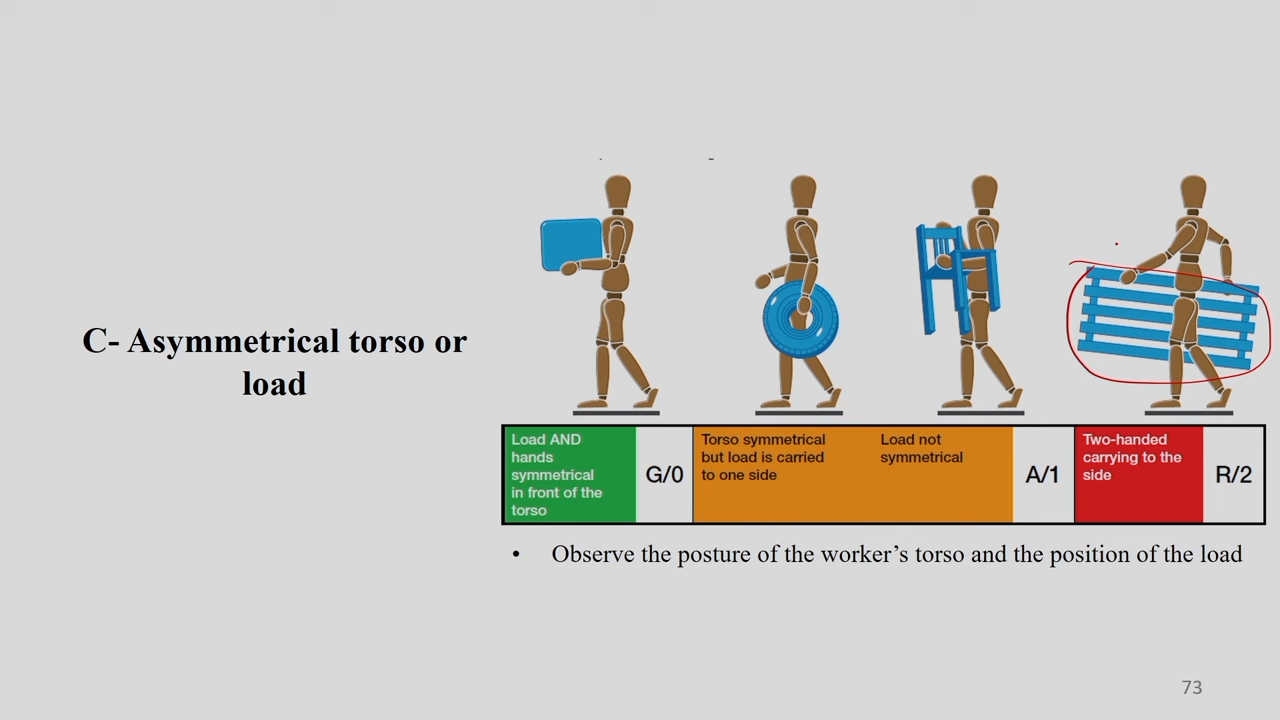 C- Asymmetrical torso or
load
Load AND
hands
symmetrical
in front of the
torso
G/0
Torso symmetrical
but load is carried
to one side
Load not
symmetrical
A/1
Two-handed
carrying to the
side
R/2
• Observe the posture of the worker’s torso and the position of the load
73